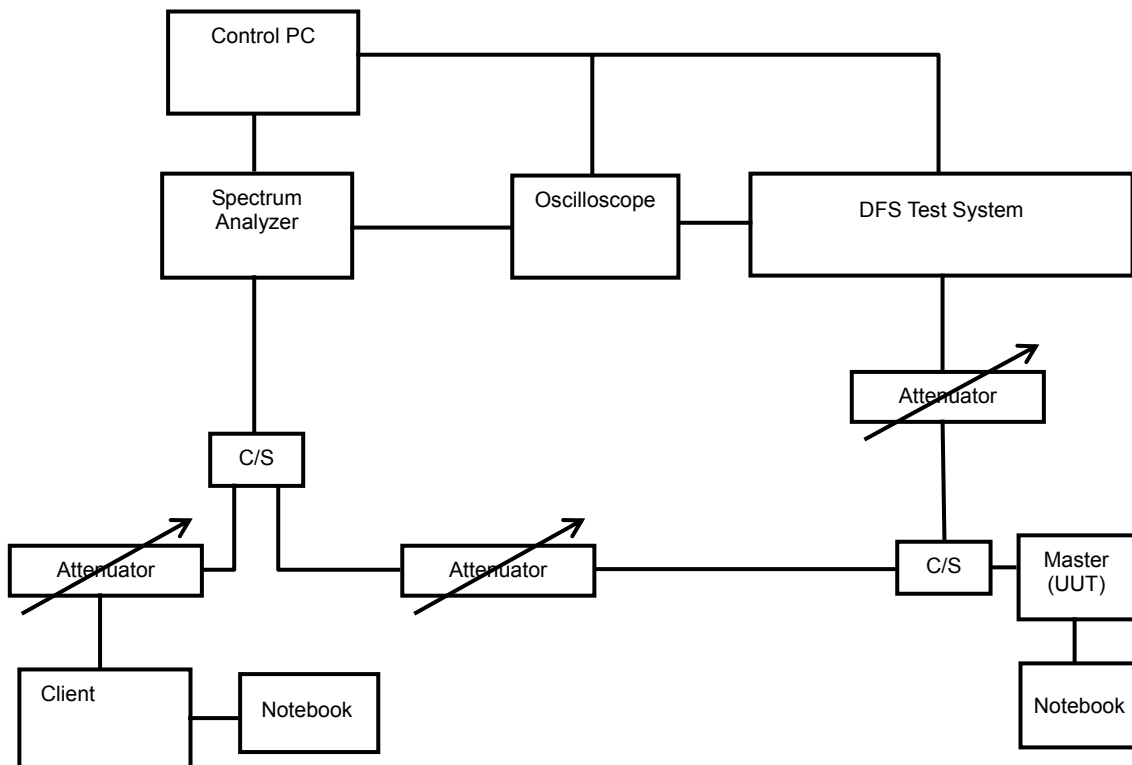 Control PC
Spectrum
Analyzer
Oscilloscope
DFS Test System
Attenuator
C/S
Attenuator
Attenuator
C/S
Master
(UUT)
Client
Notebook
Notebook